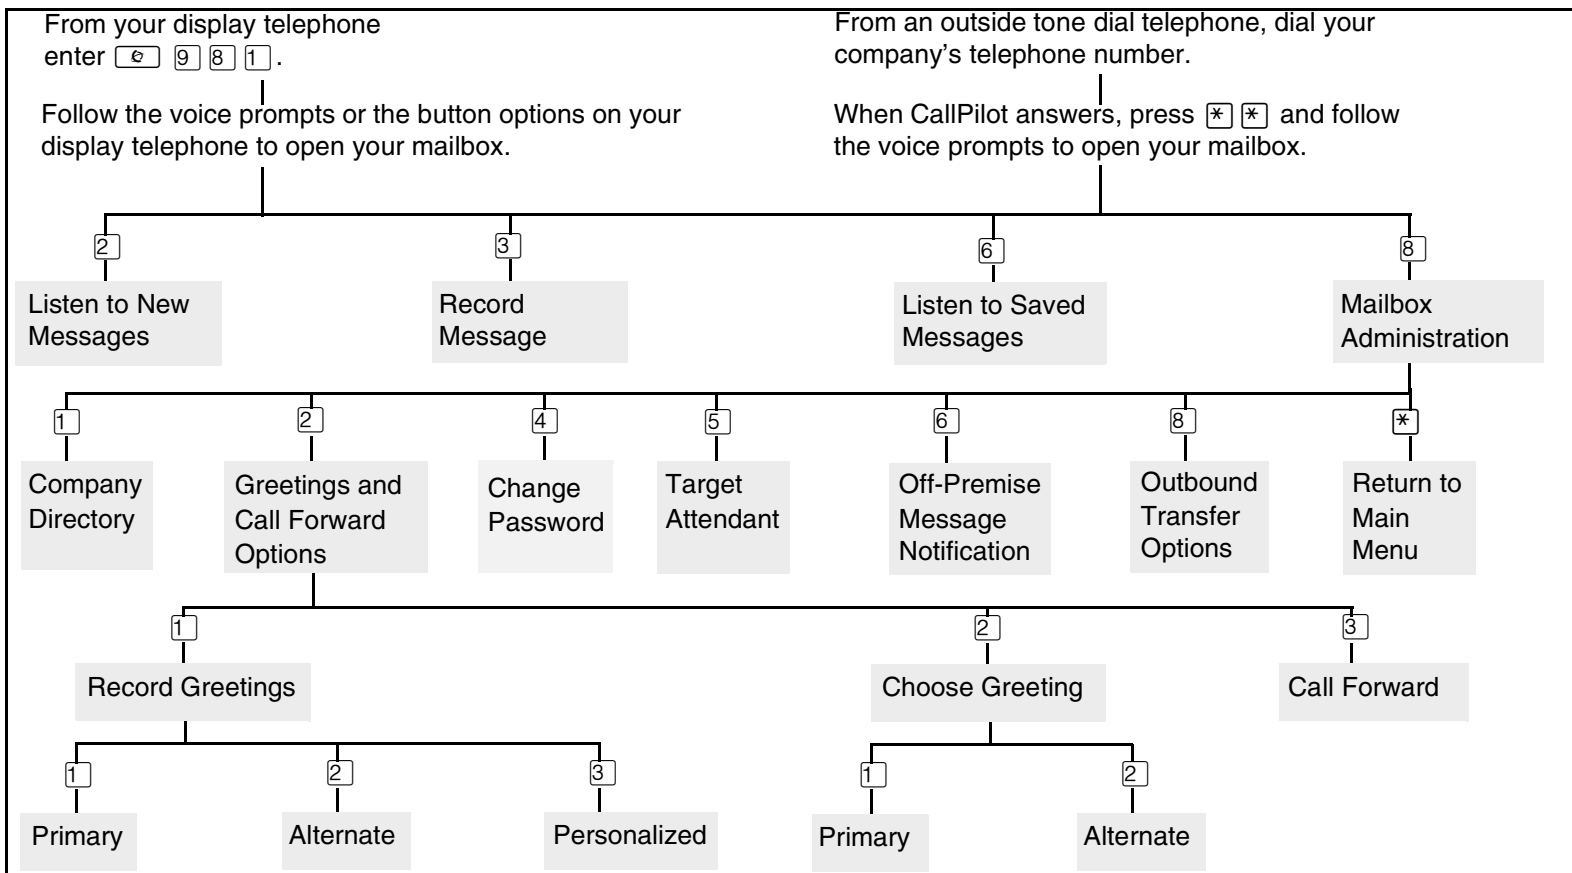 From your display telephone
enter 9 8 1 .
From an outside tone dial telephone, dial your
company’s telephone number.
Follow the voice prompts or the button options on your
display telephone to open your mailbox.
When CallPilot answers, press * * and follow
the voice prompts to open your mailbox.
2
3
6
8
Listen to New
Messages
Record
Message
Listen to Saved
Messages
Mailbox
Administration
1
2
4
5
6
8
*
Company
Directory
Greetings and
Call Forward
Options
Change
Password
Target
Attendant
Off-Premise
Message
Notification
Outbound
Transfer
Options
Return to
Main
Menu
1
2
3
Record Greetings
Choose Greeting
Call Forward
1
2
3
1
2
Primary
Alternate
Personalized
Primary
Alternate